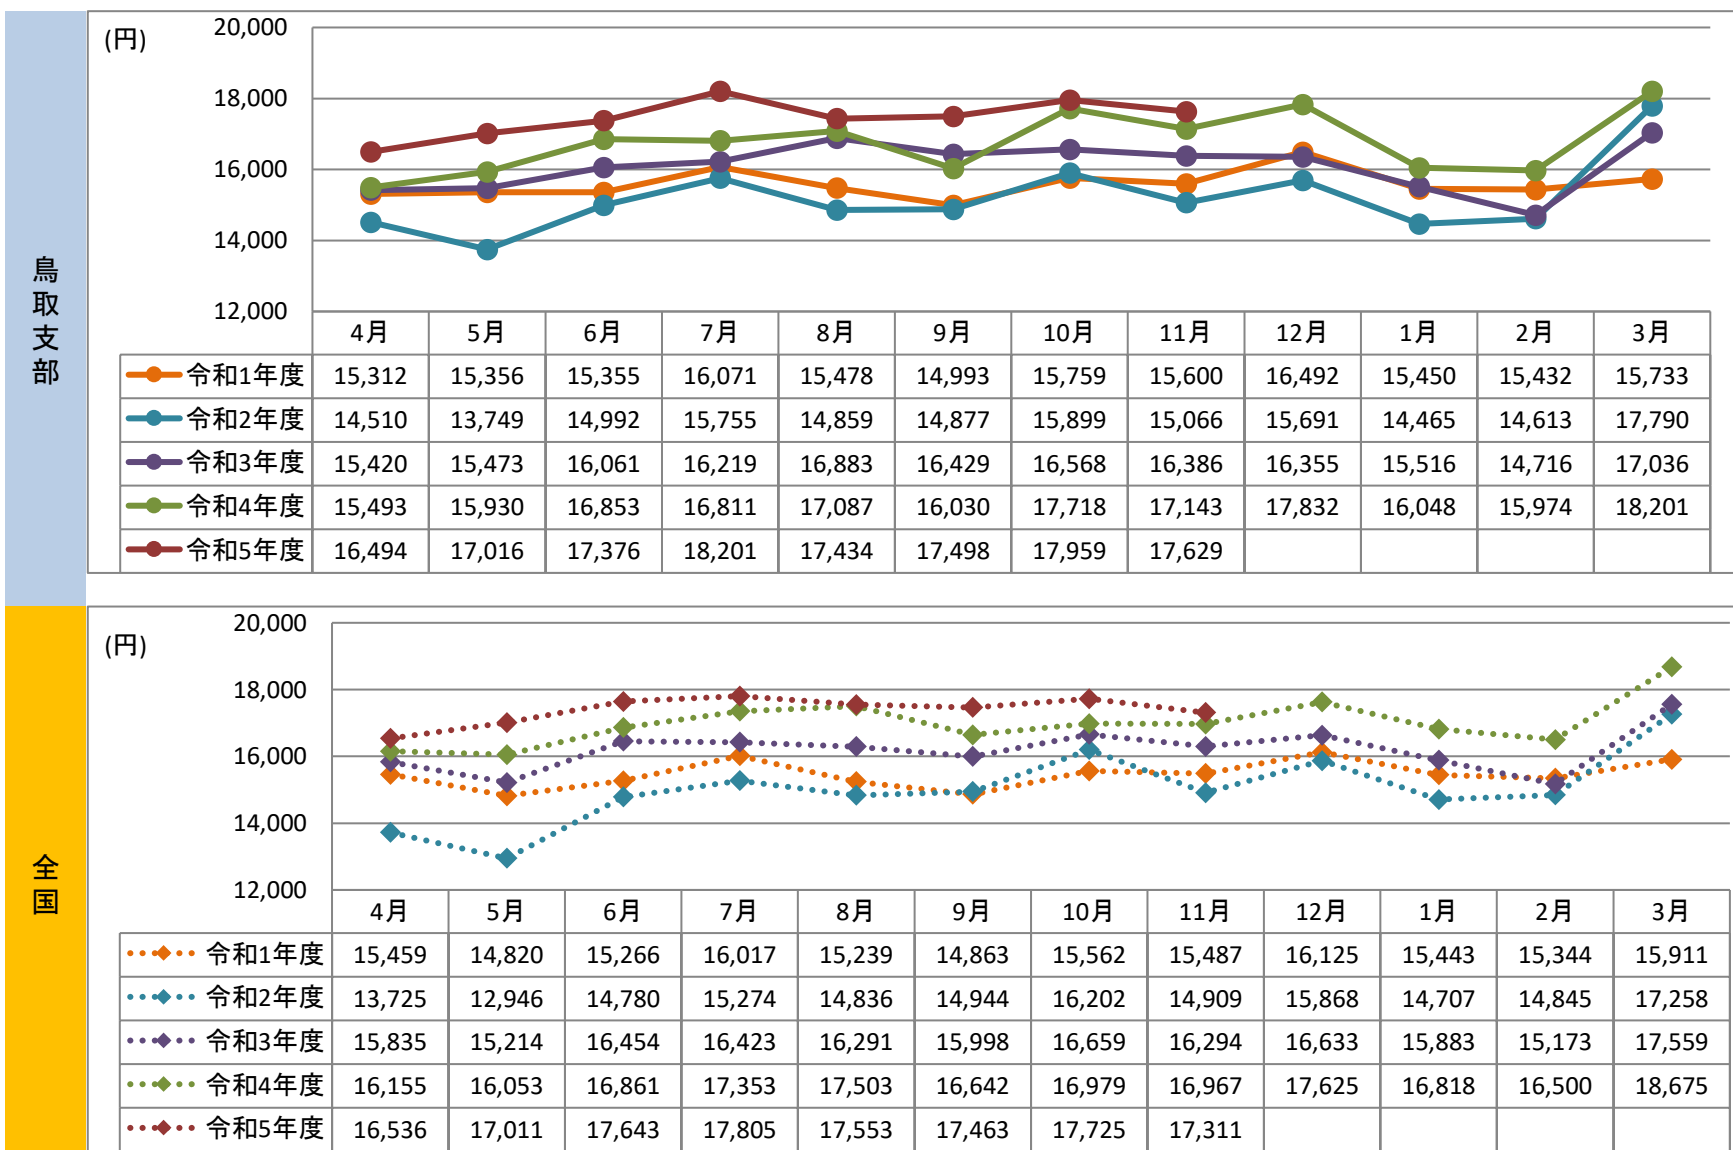 鳥取支部
(円)
20,000
18,000
16,000
14,000
12,000
4月 5月 6月 7月 8月 9月 10月 11月 12月 1月 2月 3月
令和1年度 15,312 15,356 15,355 16,071 15,478 14,993 15,759 15,600 16,492 15,450 15,432 15,733
令和2年度 14,510 13,749 14,992 15,755 14,859 14,877 15,899 15,066 15,691 14,465 14,613 17,790
令和3年度 15,420 15,473 16,061 16,219 16,883 16,429 16,568 16,386 16,355 15,516 14,716 17,036
令和4年度 15,493 15,930 16,853 16,811 17,087 16,030 17,718 17,143 17,832 16,048 15,974 18,201
令和5年度 16,494 17,016 17,376 18,201 17,434 17,498 17,959 17,629
全国
(円)
20,000
18,000
16,000
14,000
12,000
4月 5月 6月 7月 8月 9月 10月 11月 12月 1月 2月 3月
令和1年度 15,459 14,820 15,266 16,017 15,239 14,863 15,562 15,487 16,125 15,443 15,344 15,911
令和2年度 13,725 12,946 14,780 15,274 14,836 14,944 16,202 14,909 15,868 14,707 14,845 17,258
令和3年度 15,835 15,214 16,454 16,423 16,291 15,998 16,659 16,294 16,633 15,883 15,173 17,559
令和4年度 16,155 16,053 16,861 17,353 17,503 16,642 16,979 16,967 17,625 16,818 16,500 18,675
令和5年度 16,536 17,011 17,643 17,805 17,553 17,463 17,725 17,311